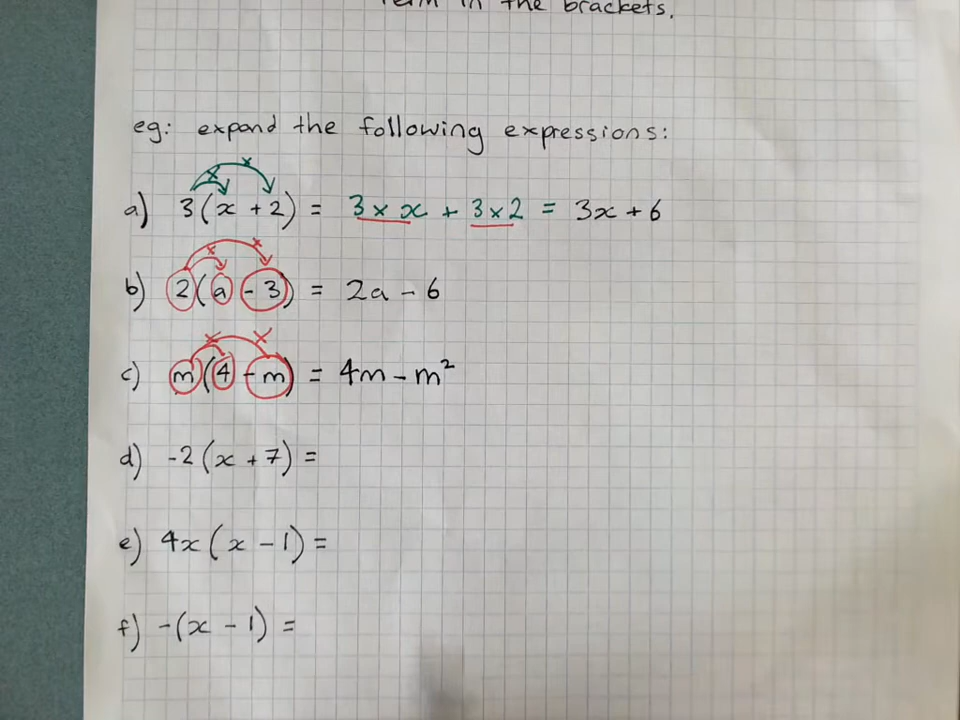 Term in the brackets.
eg: expand the following expressions:
a) 3(x + 2) = 3 × x + 3 × 2 = 3x + 6
b) 2(a - 3) = 2a - 6
c) m(4 - m) = 4m - m²
d) -2(x + 7) =
e) 4x(x - 1) =
f) -(x - 1) =